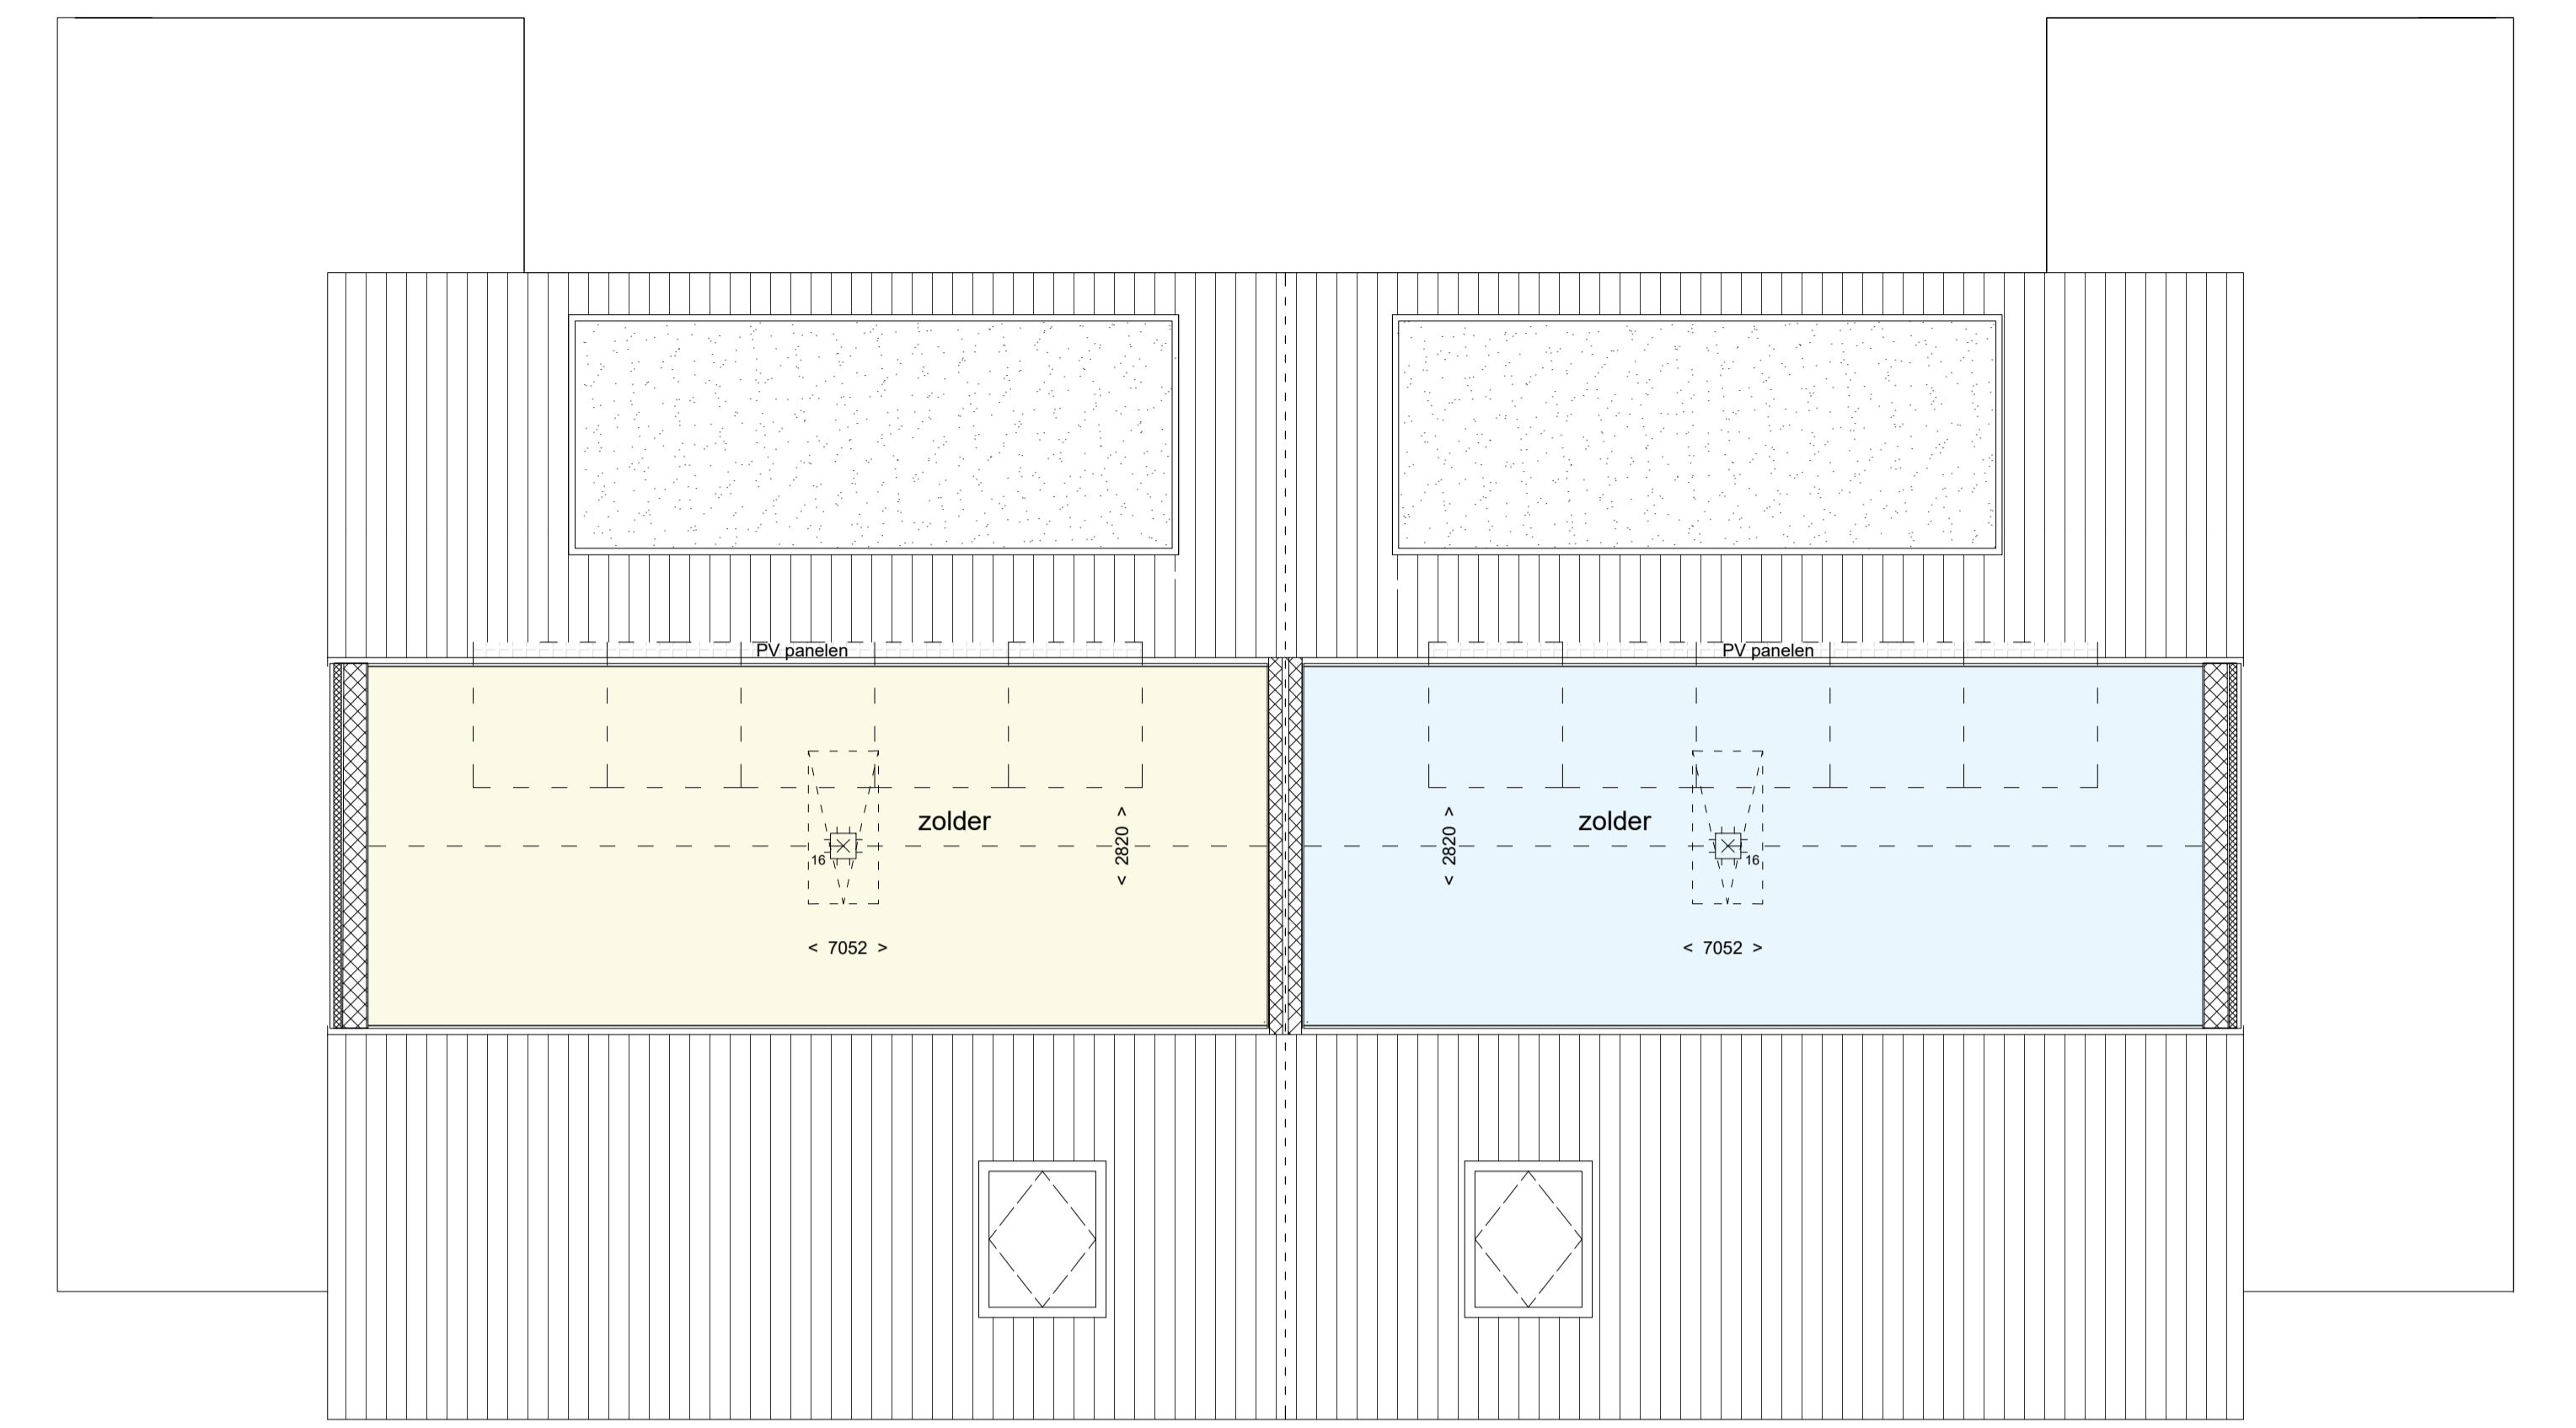 PV panelen
PV panelen
zolder
< 2820 >
16
< 7052 >
< 2820 >
zolder
16
< 7052 >